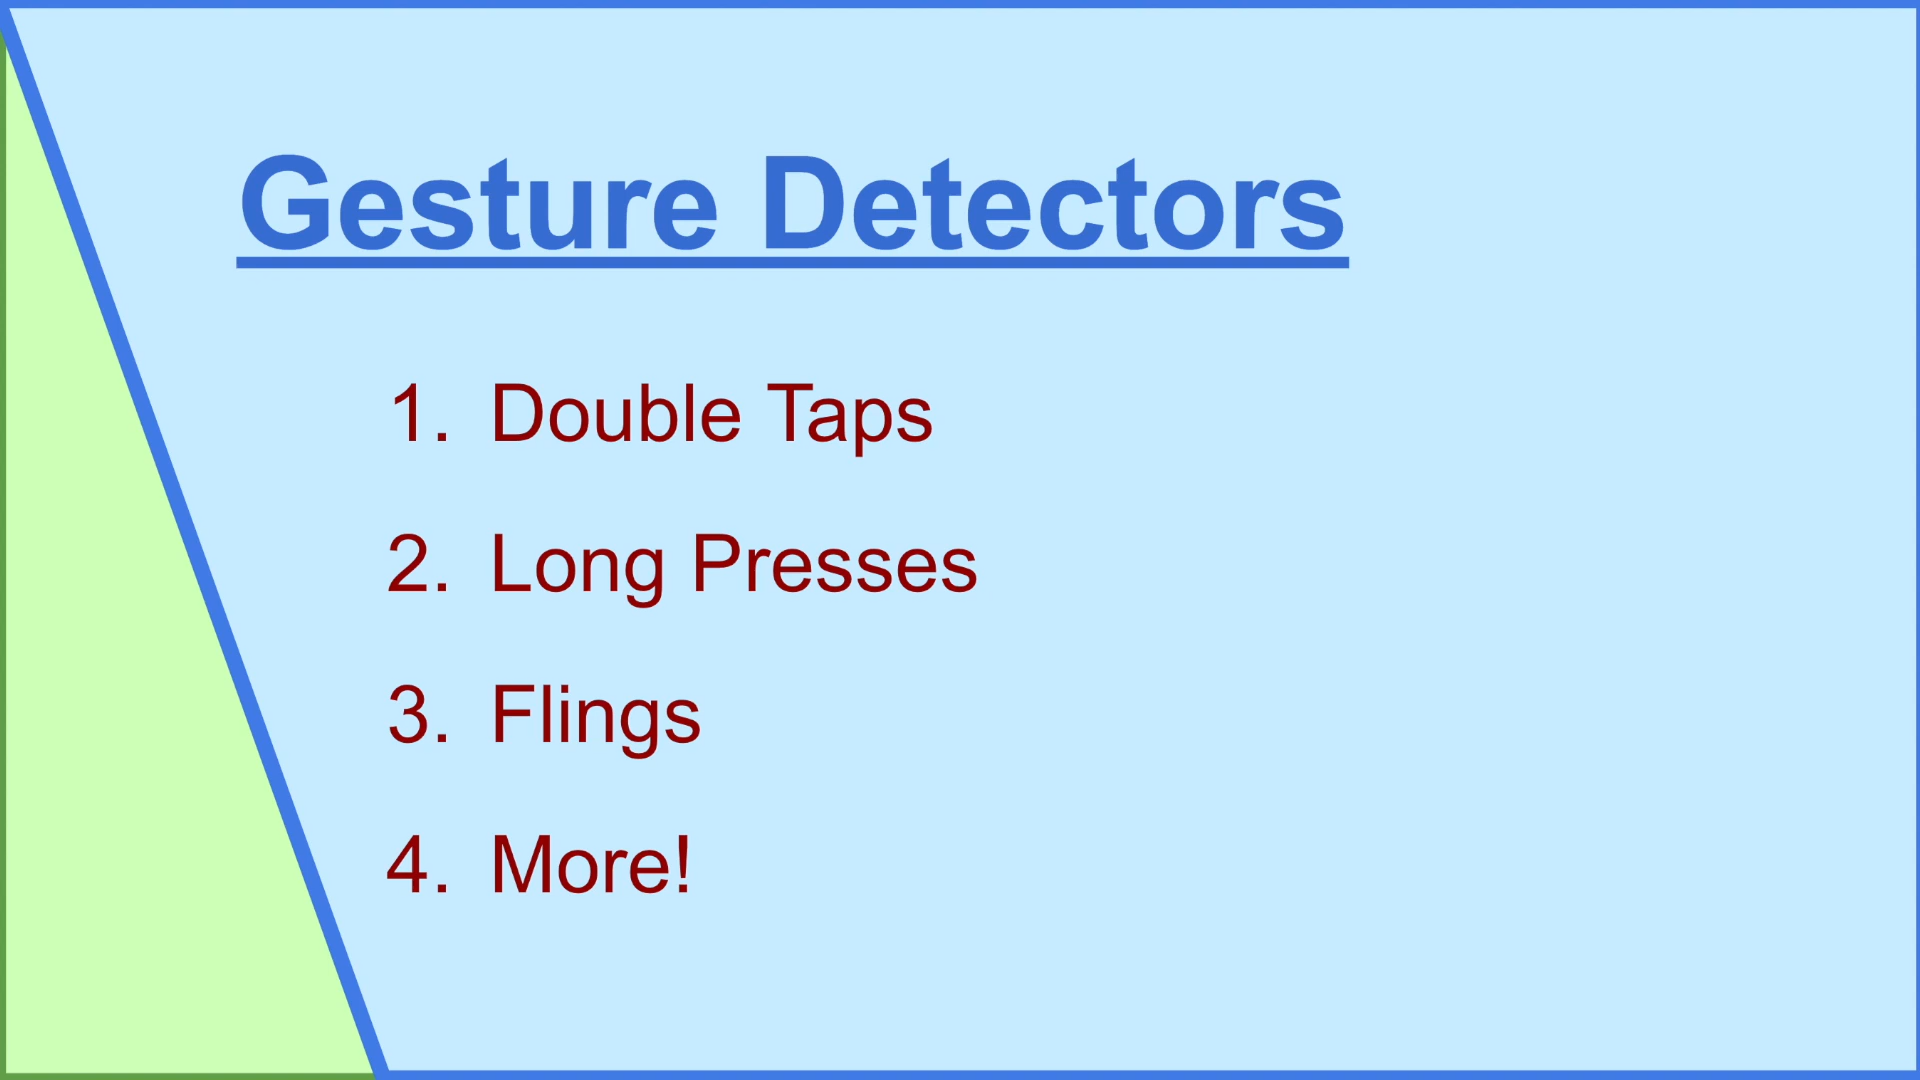 Gesture Detectors
1. Double Taps
2. Long Presses
3. Flings
4. More!